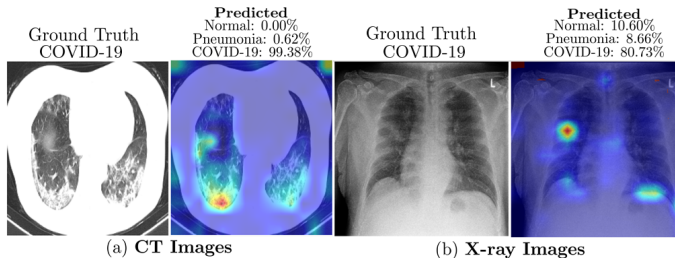 Ground Truth
COVID-19
Predicted
Normal: 0.00%
Pneumonia: 0.62%
COVID-19: 99.38%
Ground Truth
COVID-19
Predicted
Normal: 10.60%
Pneumonia: 8.66%
COVID-19: 80.73%
L
L
(a) CT Images
(b) X-ray Images